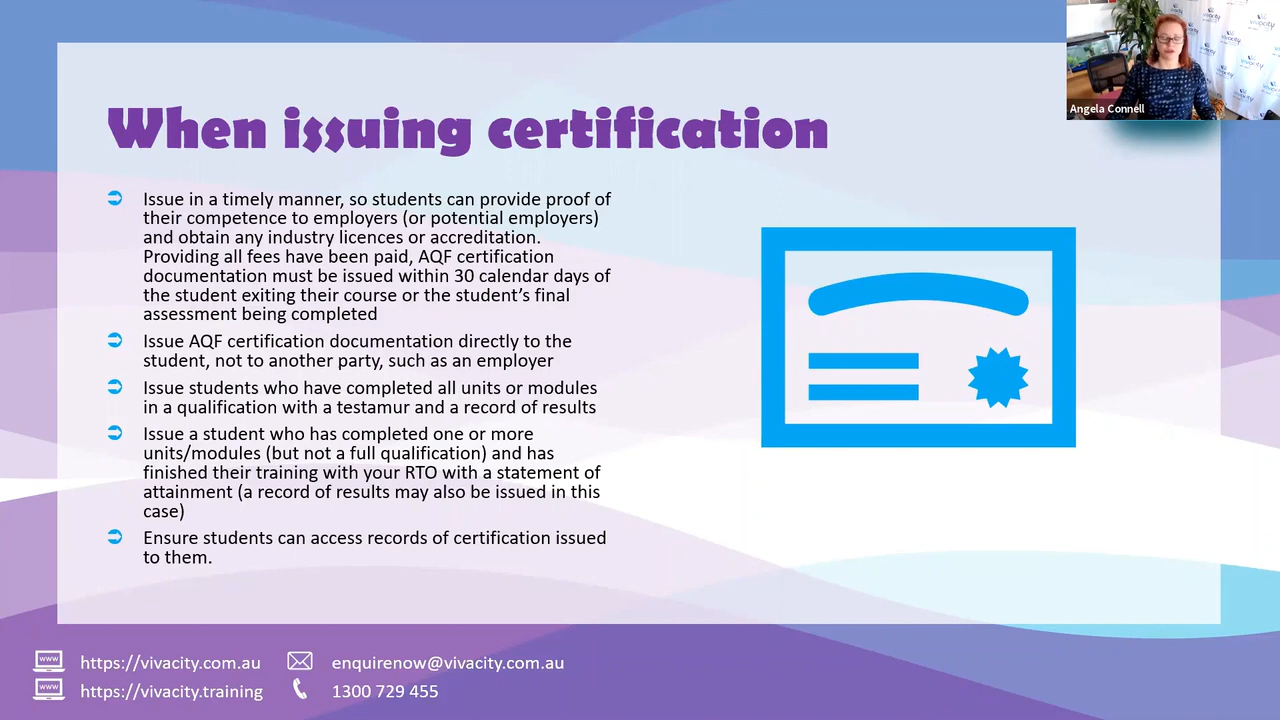 When issuing certification
Issue in a timely manner, so students can provide proof of
their competence to employers (or potential employers)
and obtain any industry licences or accreditation.
Providing all fees have been paid, AQF certification
documentation must be issued within 30 calendar days of
the student exiting their course or the student’s final
assessment being completed
Issue AQF certification documentation directly to the
student, not to another party, such as an employer
Issue students who have completed all units or modules
in a qualification with a testamur and a record of results
Issue a student who has completed one or more
units/modules (but not a full qualification) and has
finished their training with your RTO with a statement of
attainment (a record of results may also be issued in this
case)
Ensure students can access records of certification issued
to them.
Angela Connell
vivacity
www https://vivacity.com.au
enquirenow@vivacity.com.au
www https://vivacity.training
1300 729 455